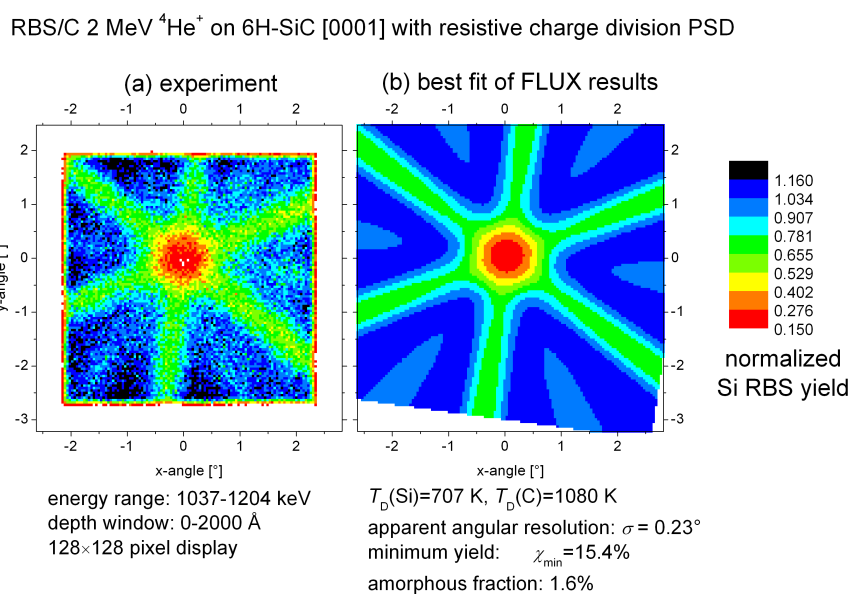 RBS/C 2 MeV ⁴He⁺ on 6H-SiC [0001] with resistive charge division PSD
(a) experiment
(b) best fit of FLUX results
-2 -1 0 1 2
-2 -1 0 1 2
2
1
0
-1
-2
-3
2
1
0
-1
-2
-3
-2 -1 0 1 2
-2 -1 0 1 2
x-angle [°]
x-angle [°]
1.160
1.034
0.907
0.781
0.655
0.529
0.402
0.276
0.150
normalized
Si RBS yield
energy range: 1037-1204 keV
depth window: 0-2000 Å
128×128 pixel display
T_D(Si)=707 K, T_D(C)=1080 K
apparent angular resolution: σ = 0.23°
minimum yield: χ_min=15.4%
amorphous fraction: 1.6%